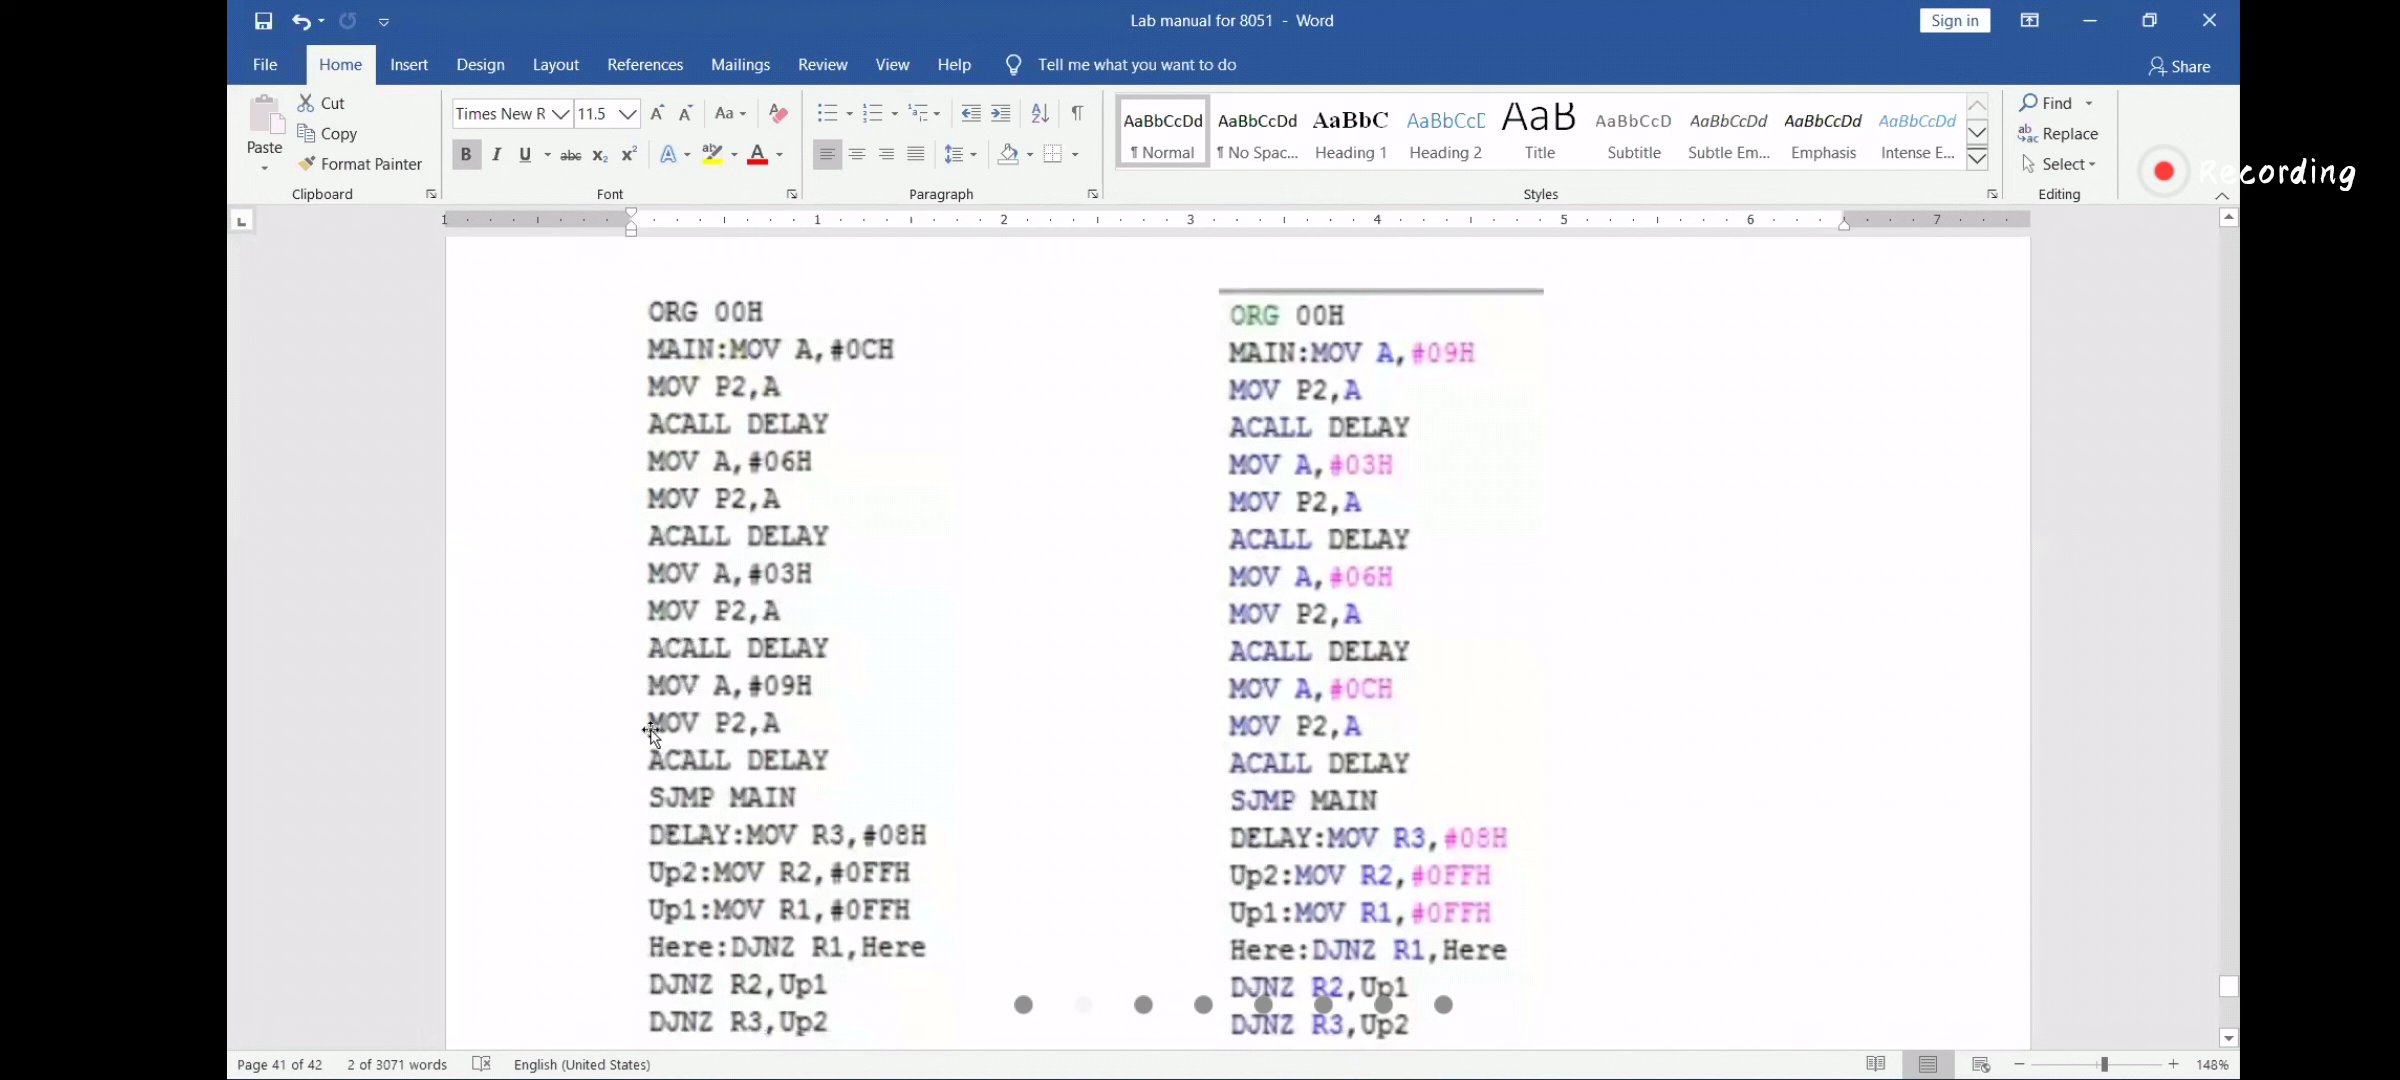 Lab manual for 8051 - Word
Sign in
File Home Insert Design Layout References Mailings Review View Help Tell me what you want to do
Share
Paste
Cut
Copy
Format Painter
Clipboard
Times New R 11.5
Font
Paragraph
AaBbCcDd AaBbCcDd AaBbC AaBbCcC AaB AaBbCcD AaBbCcDd AaBbCcDd AaBbCcDd
¶ Normal ¶ No Spac... Heading 1 Heading 2 Title Subtitle Subtle Em... Emphasis Intense E...
Styles
Find
Replace
Select
Editing
Recording
1 1 2 3 4 5 6 7
ORG 00H
MAIN:MOV A,#0CH
MOV P2,A
ACALL DELAY
MOV A,#06H
MOV P2,A
ACALL DELAY
MOV A,#03H
MOV P2,A
ACALL DELAY
MOV A,#09H
MOV P2,A
ACALL DELAY
SJMP MAIN
DELAY:MOV R3,#08H
Up2:MOV R2,#0FFH
Up1:MOV R1,#0FFH
Here:DJNZ R1,Here
DJNZ R2,Up1
DJNZ R3,Up2
ORG 00H
MAIN:MOV A,#09H
MOV P2,A
ACALL DELAY
MOV A,#03H
MOV P2,A
ACALL DELAY
MOV A,#06H
MOV P2,A
ACALL DELAY
MOV A,#0CH
MOV P2,A
ACALL DELAY
SJMP MAIN
DELAY:MOV R3,#08H
Up2:MOV R2,#0FFH
Up1:MOV R1,#0FFH
Here:DJNZ R1,Here
DJNZ R2,Up1
DJNZ R3,Up2
Page 41 of 42 2 of 3071 words English (United States) 148%